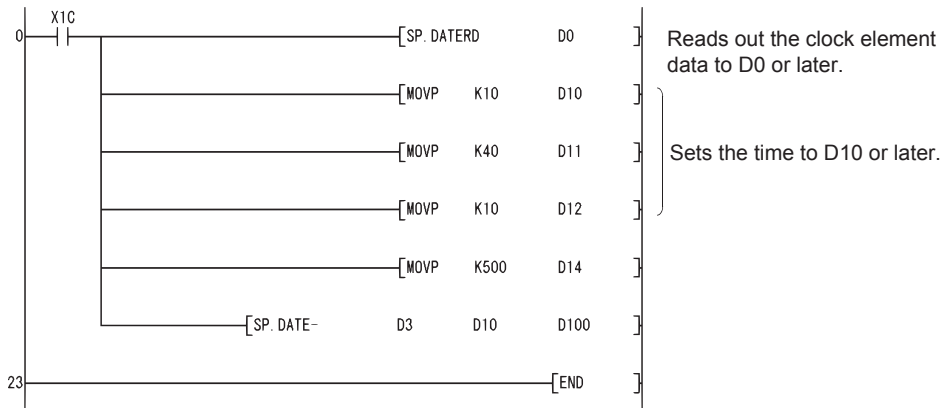 X1C
0 [SP. DATERD D0 ] Reads out the clock element
data to D0 or later.
[MOVP K10 D10 ]
[MOVP K40 D11 ] Sets the time to D10 or later.
[MOVP K10 D12 ]
[MOVP K500 D14 ]
[SP. DATE- D3 D10 D100 ]
23 [END ]